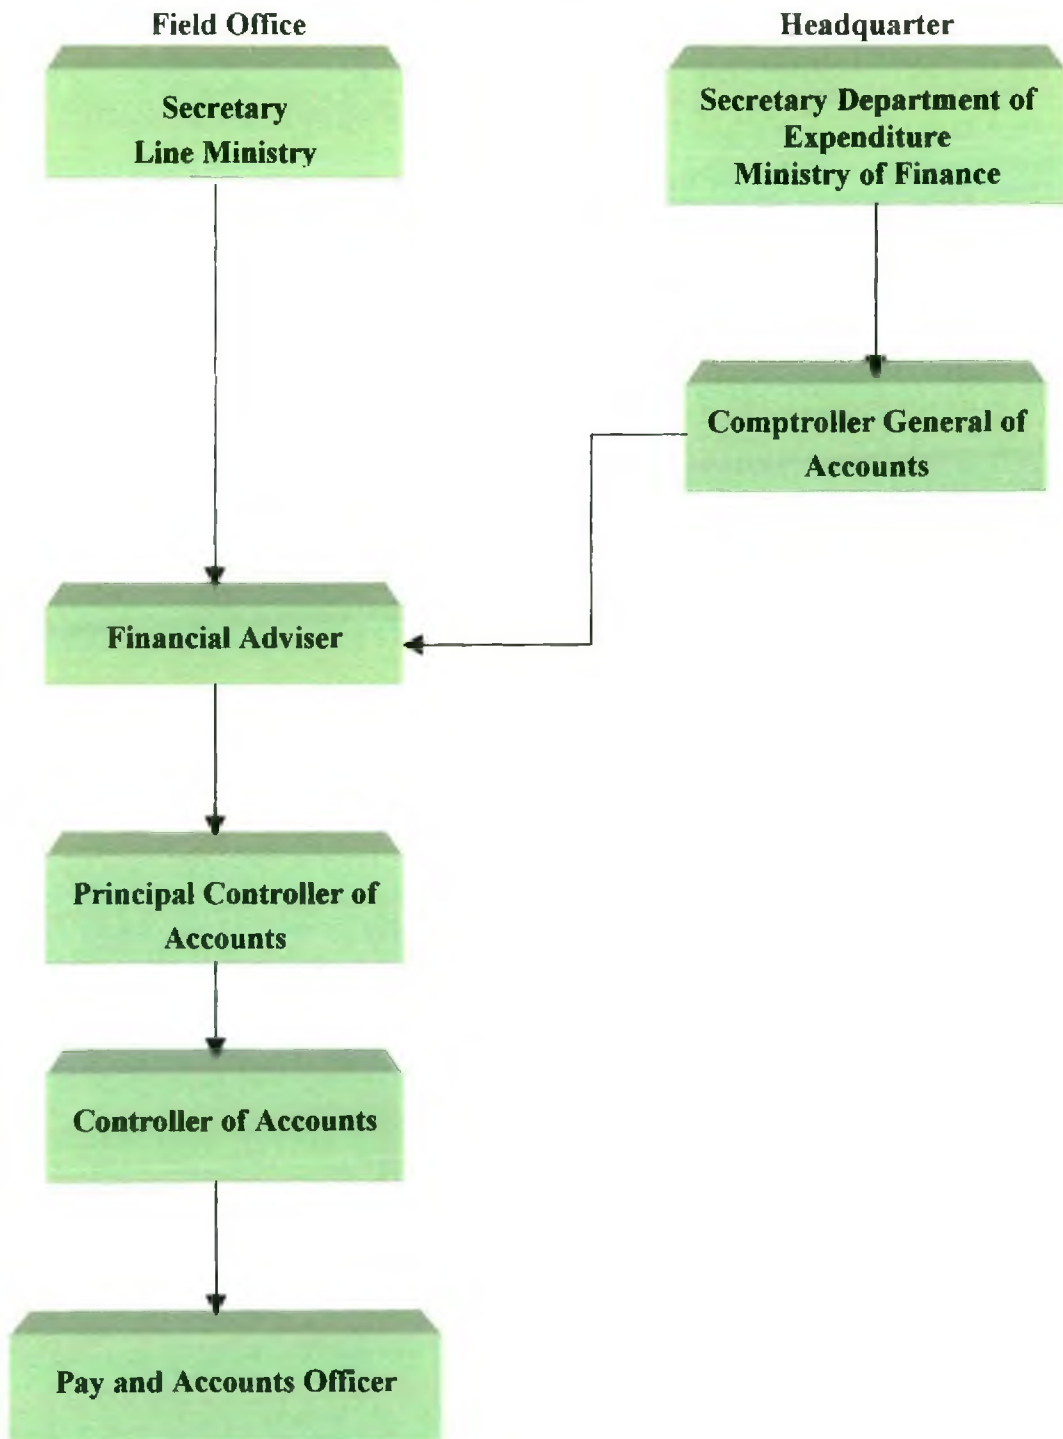 Field Office
Headquarter
Secretary
Line Ministry
Secretary Department of
Expenditure
Ministry of Finance
Comptroller General of
Accounts
Financial Adviser
Principal Controller of
Accounts
Controller of Accounts
Pay and Accounts Officer